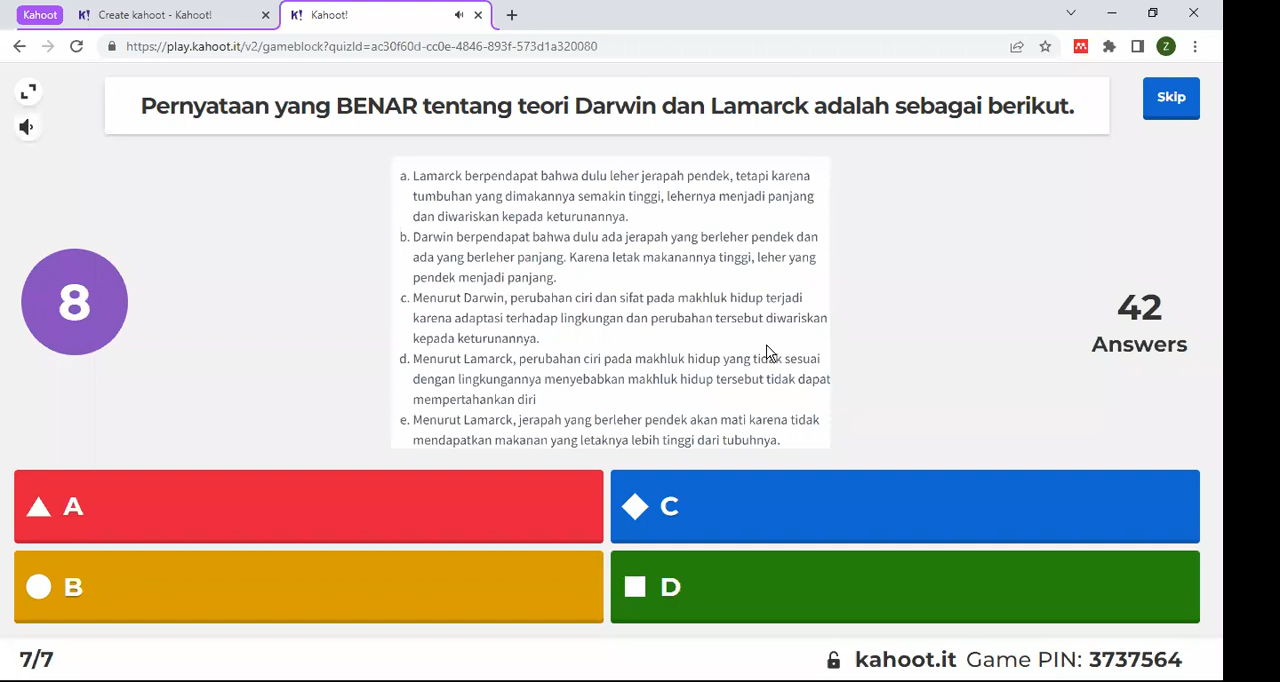 Kahoot
K! Create kahoot - Kahoot!
K! Kahoot!
https://play.kahoot.it/v2/gameblock?quizId=ac30f60d-cc0e-4846-893f-573d1a320080
Z
Pernyataan yang BENAR tentang teori Darwin dan Lamarck adalah sebagai berikut.
Skip
a. Lamarck berpendapat bahwa dulu leher jerapah pendek, tetapi karena
tumbuhan yang dimakannya semakin tinggi, lehernya menjadi panjang
dan diwariskan kepada keturunannya.
b. Darwin berpendapat bahwa dulu ada jerapah yang berleher pendek dan
ada yang berleher panjang. Karena letak makanannya tinggi, leher yang
pendek menjadi panjang.
c. Menurut Darwin, perubahan ciri dan sifat pada makhluk hidup terjadi
karena adaptasi terhadap lingkungan dan perubahan tersebut diwariskan
kepada keturunannya.
d. Menurut Lamarck, perubahan ciri pada makhluk hidup yang tidak sesuai
dengan lingkungannya menyebabkan makhluk hidup tersebut tidak dapat
mempertahankan diri
e. Menurut Lamarck, jerapah yang berleher pendek akan mati karena tidak
mendapatkan makanan yang letaknya lebih tinggi dari tubuhnya.
8
42
Answers
A
C
B
D
7/7
kahoot.it Game PIN: 3737564